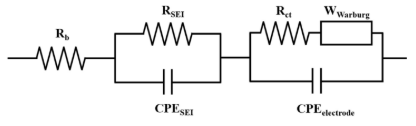 R_SEI
R_ct W_Warburg
R_b
CPE_SEI CPE_electrode